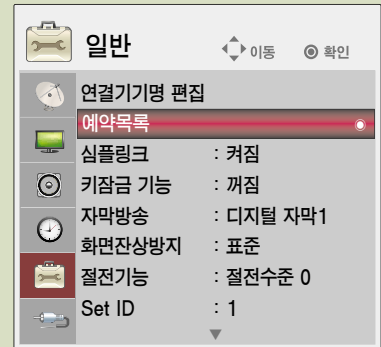 일반 이동 확인
연결기기명 편집
예약목록
심플링크 : 켜짐
키잠금 기능 : 꺼짐
자막방송 : 디지털 자막1
화면잔상방지 : 표준
절전기능 : 절전수준 0
Set ID : 1